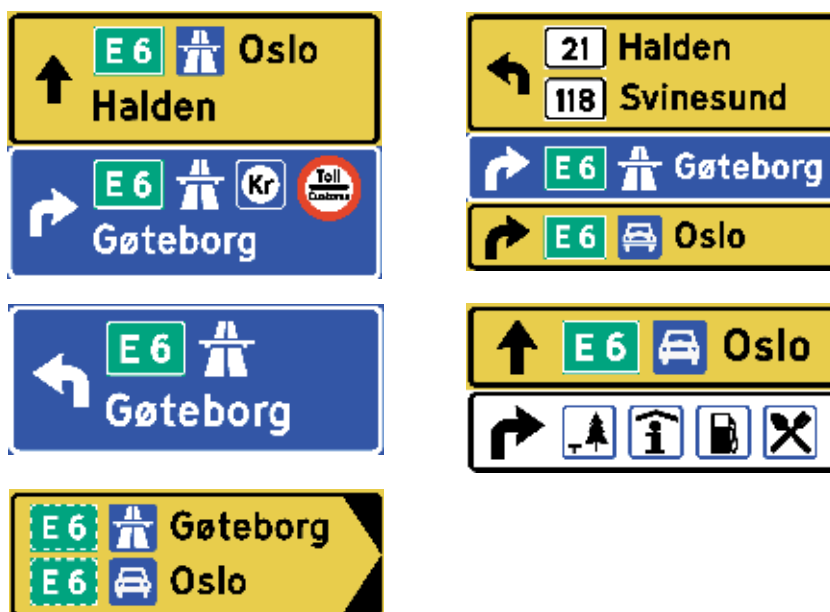 E 6 Oslo
Halden
E 6 Kr Toll Customs
Gøteborg
E 6
Gøteborg
E 6 Gøteborg
E 6 Oslo
21 Halden
118 Svinesund
E 6 Gøteborg
E 6 Oslo
E 6 Oslo
i